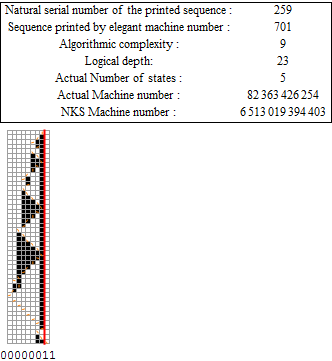 Natural serial number of the printed sequence : 259
Sequence printed by elegant machine number : 701
Algorithmic complexity : 9
Logical depth: 23
Actual Number of states : 5
Actual Machine number : 82 363 426 254
NKS Machine number : 6 513 019 394 403
00000011